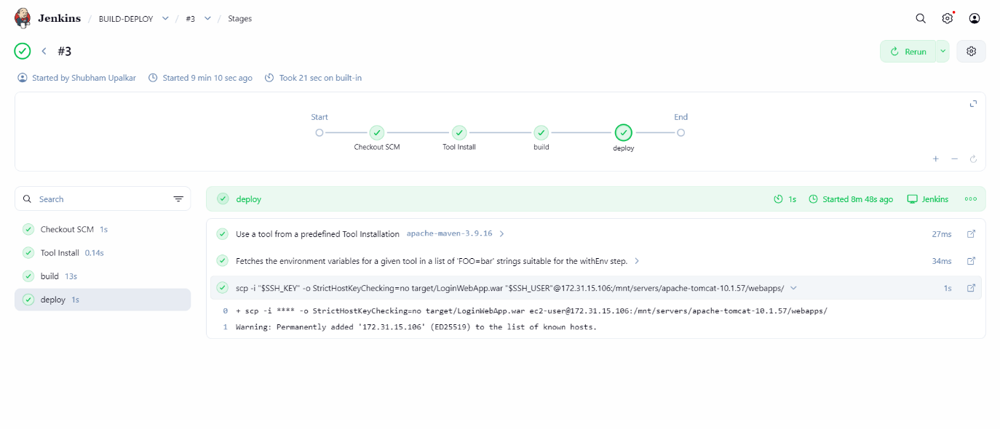 Jenkins / BUILD-DEPLOY / #3 / Stages
#3
Rerun
Started by Shubham Upalkar Started 9 min 10 sec ago Took 21 sec on built-in
Start End
Checkout SCM Tool Install build deploy
Search
Checkout SCM 1s
Tool Install 0.14s
build 13s
deploy 1s
deploy 1s Started 8m 48s ago Jenkins
Use a tool from a predefined Tool Installation apache-maven-3.9.16 27ms
Fetches the environment variables for a given tool in a list of 'FOO=bar' strings suitable for the withEnv step. 34ms
scp -i "$SSH_KEY" -o StrictHostKeyChecking=no target/LoginWebApp.war "$SSH_USER"@172.31.15.106:/mnt/servers/apache-tomcat-10.1.57/webapps/ 1s
0 + scp -i **** -o StrictHostKeyChecking=no target/LoginWebApp.war ec2-user@172.31.15.106:/mnt/servers/apache-tomcat-10.1.57/webapps/
1 Warning: Permanently added '172.31.15.106' (ED25519) to the list of known hosts.